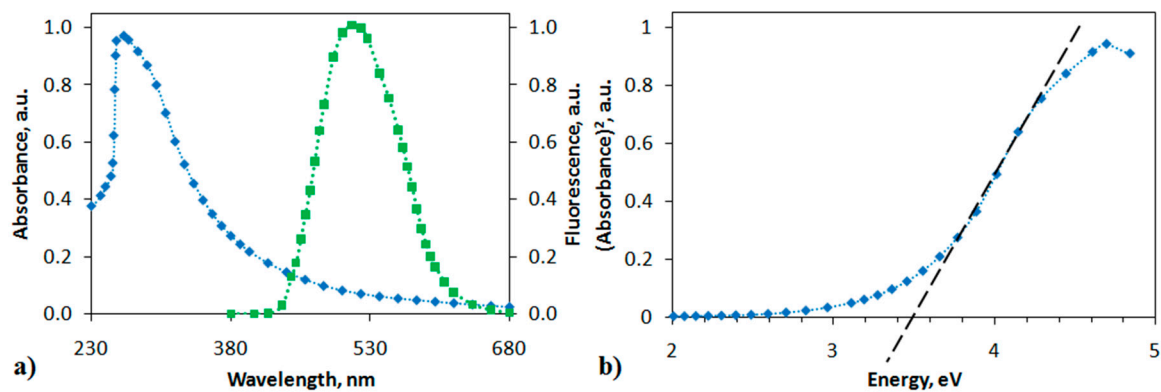 1.0
0.8
0.6
0.4
0.2
0.0
Absorbance, a.u.
230 380 530 680
Wavelength, nm
1.0
0.8
0.6
0.4
0.2
0.0
Fluorescence, a.u.
a)
1
0.8
0.6
0.4
0.2
0
(Absorbance)², a.u.
2 3 4 5
Energy, eV
b)